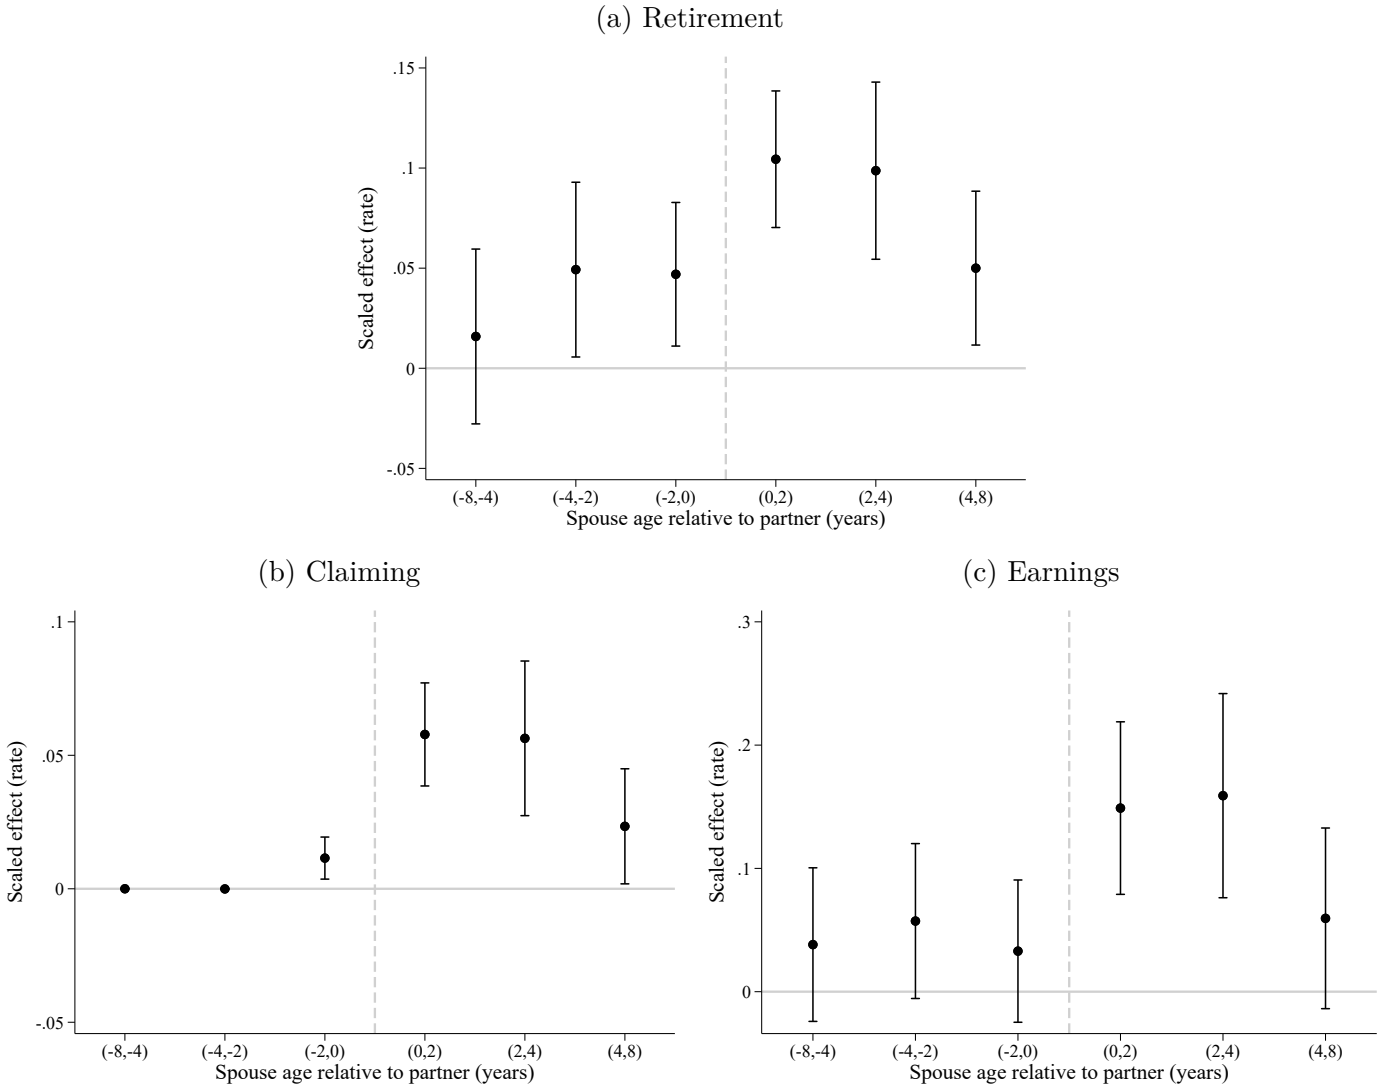 (a) Retirement
.15
.1
.05
0
-.05
Scaled effect (rate)
(-8,-4) (-4,-2) (-2,0) (0,2) (2,4) (4,8)
Spouse age relative to partner (years)
(b) Claiming
.1
.05
0
-.05
Scaled effect (rate)
(-8,-4) (-4,-2) (-2,0) (0,2) (2,4) (4,8)
Spouse age relative to partner (years)
(c) Earnings
.3
.2
.1
0
Scaled effect (rate)
(-8,-4) (-4,-2) (-2,0) (0,2) (2,4) (4,8)
Spouse age relative to partner (years)